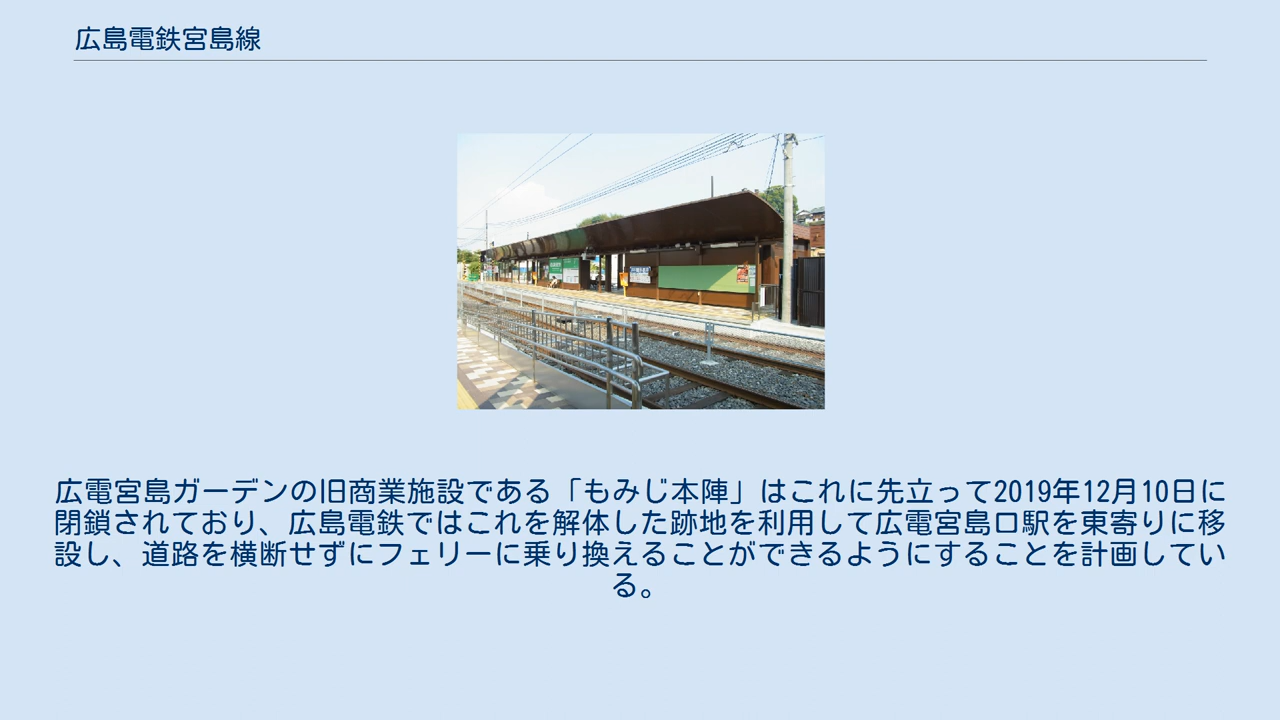 広島電鉄宮島線
広電宮島ガーデンの旧商業施設である「もみじ本陣」はこれに先立って2019年12月10日に
閉鎖されており、広島電鉄ではこれを解体した跡地を利用して広電宮島口駅を東寄りに移
設し、道路を横断せずにフェリーに乗り換えることができるようにすることを計画してい
る。